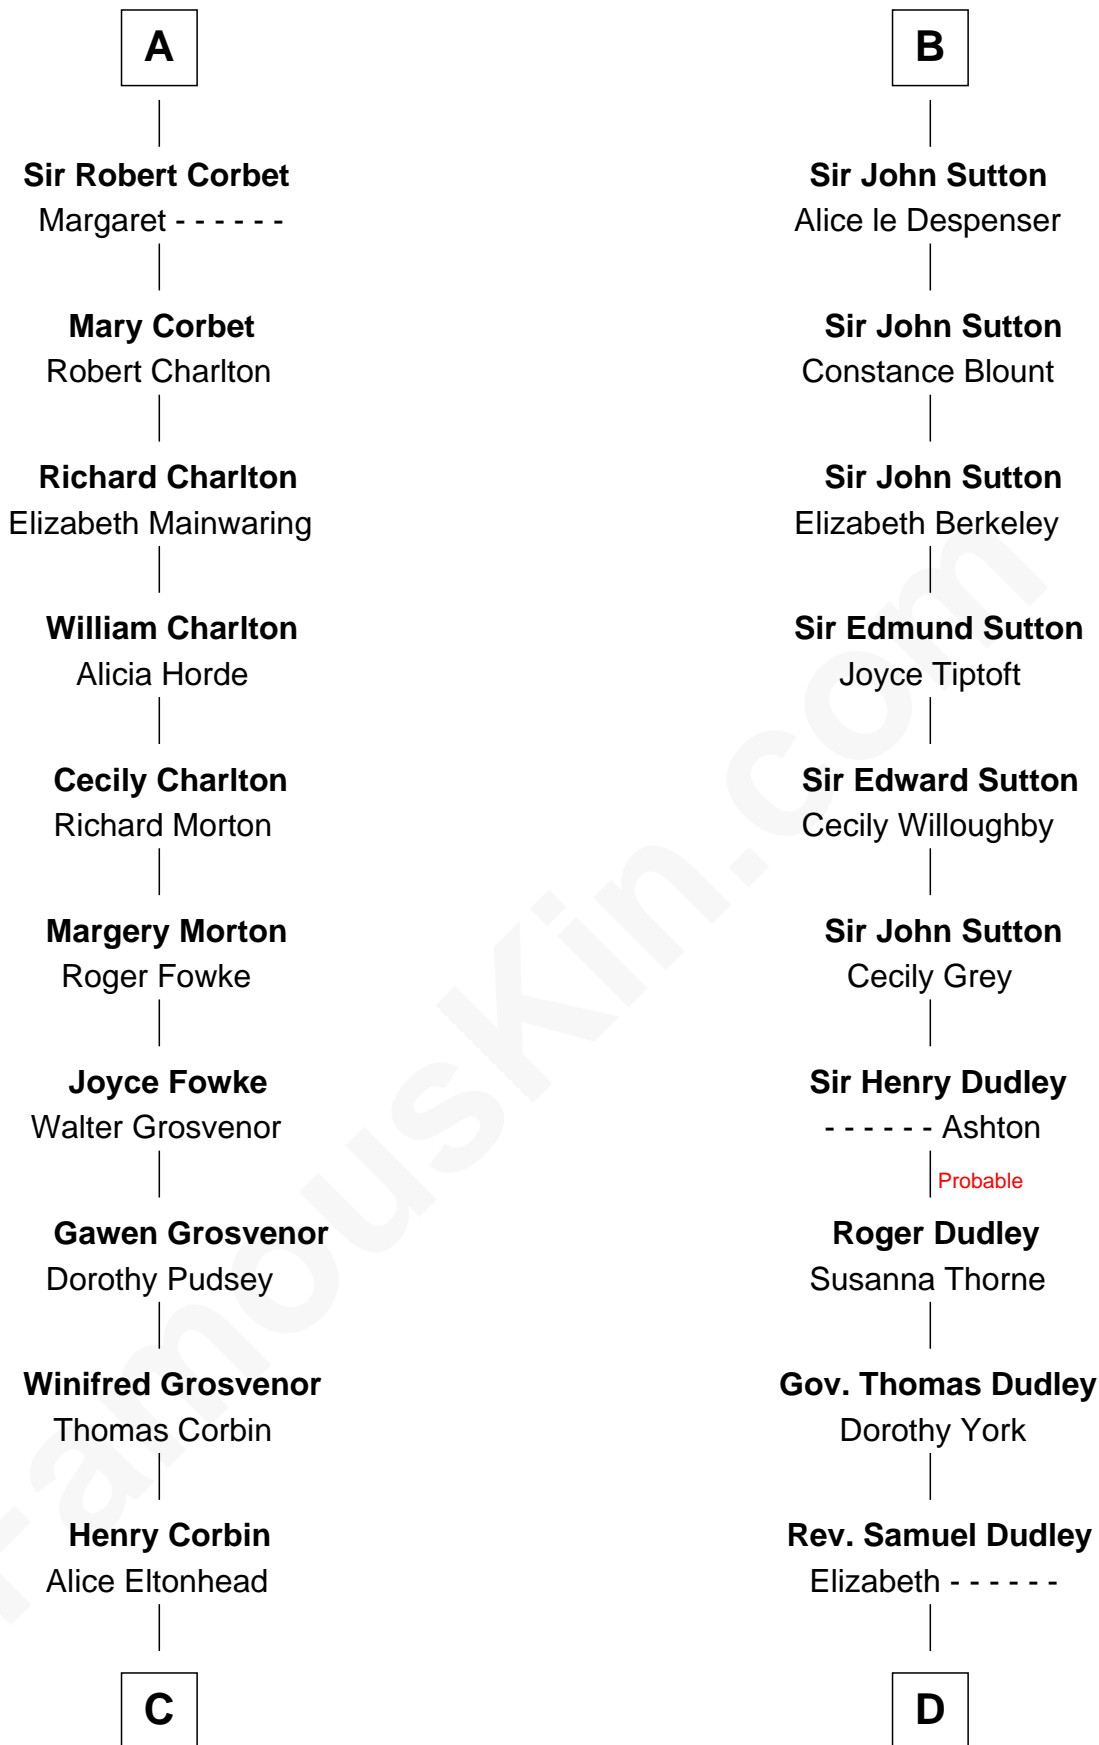 A
Sir Robert Corbet
Margaret - - - - - -
Mary Corbet
Robert Charlton
Richard Charlton
Elizabeth Mainwaring
William Charlton
Alicia Horde
Cecily Charlton
Richard Morton
Margery Morton
Roger Fowke
Joyce Fowke
Walter Grosvenor
Gawen Grosvenor
Dorothy Pudsey
Winifred Grosvenor
Thomas Corbin
Henry Corbin
Alice Eltonhead
C
B
Sir John Sutton
Alice le Despenser
Sir John Sutton
Constance Blount
Sir John Sutton
Elizabeth Berkeley
Sir Edmund Sutton
Joyce Tiptoft
Sir Edward Sutton
Cecily Willoughby
Sir John Sutton
Cecily Grey
Sir Henry Dudley
- - - - - - Ashton
Probable
Roger Dudley
Susanna Thorne
Gov. Thomas Dudley
Dorothy York
Rev. Samuel Dudley
Elizabeth - - - - - -
D
FamousKin.com